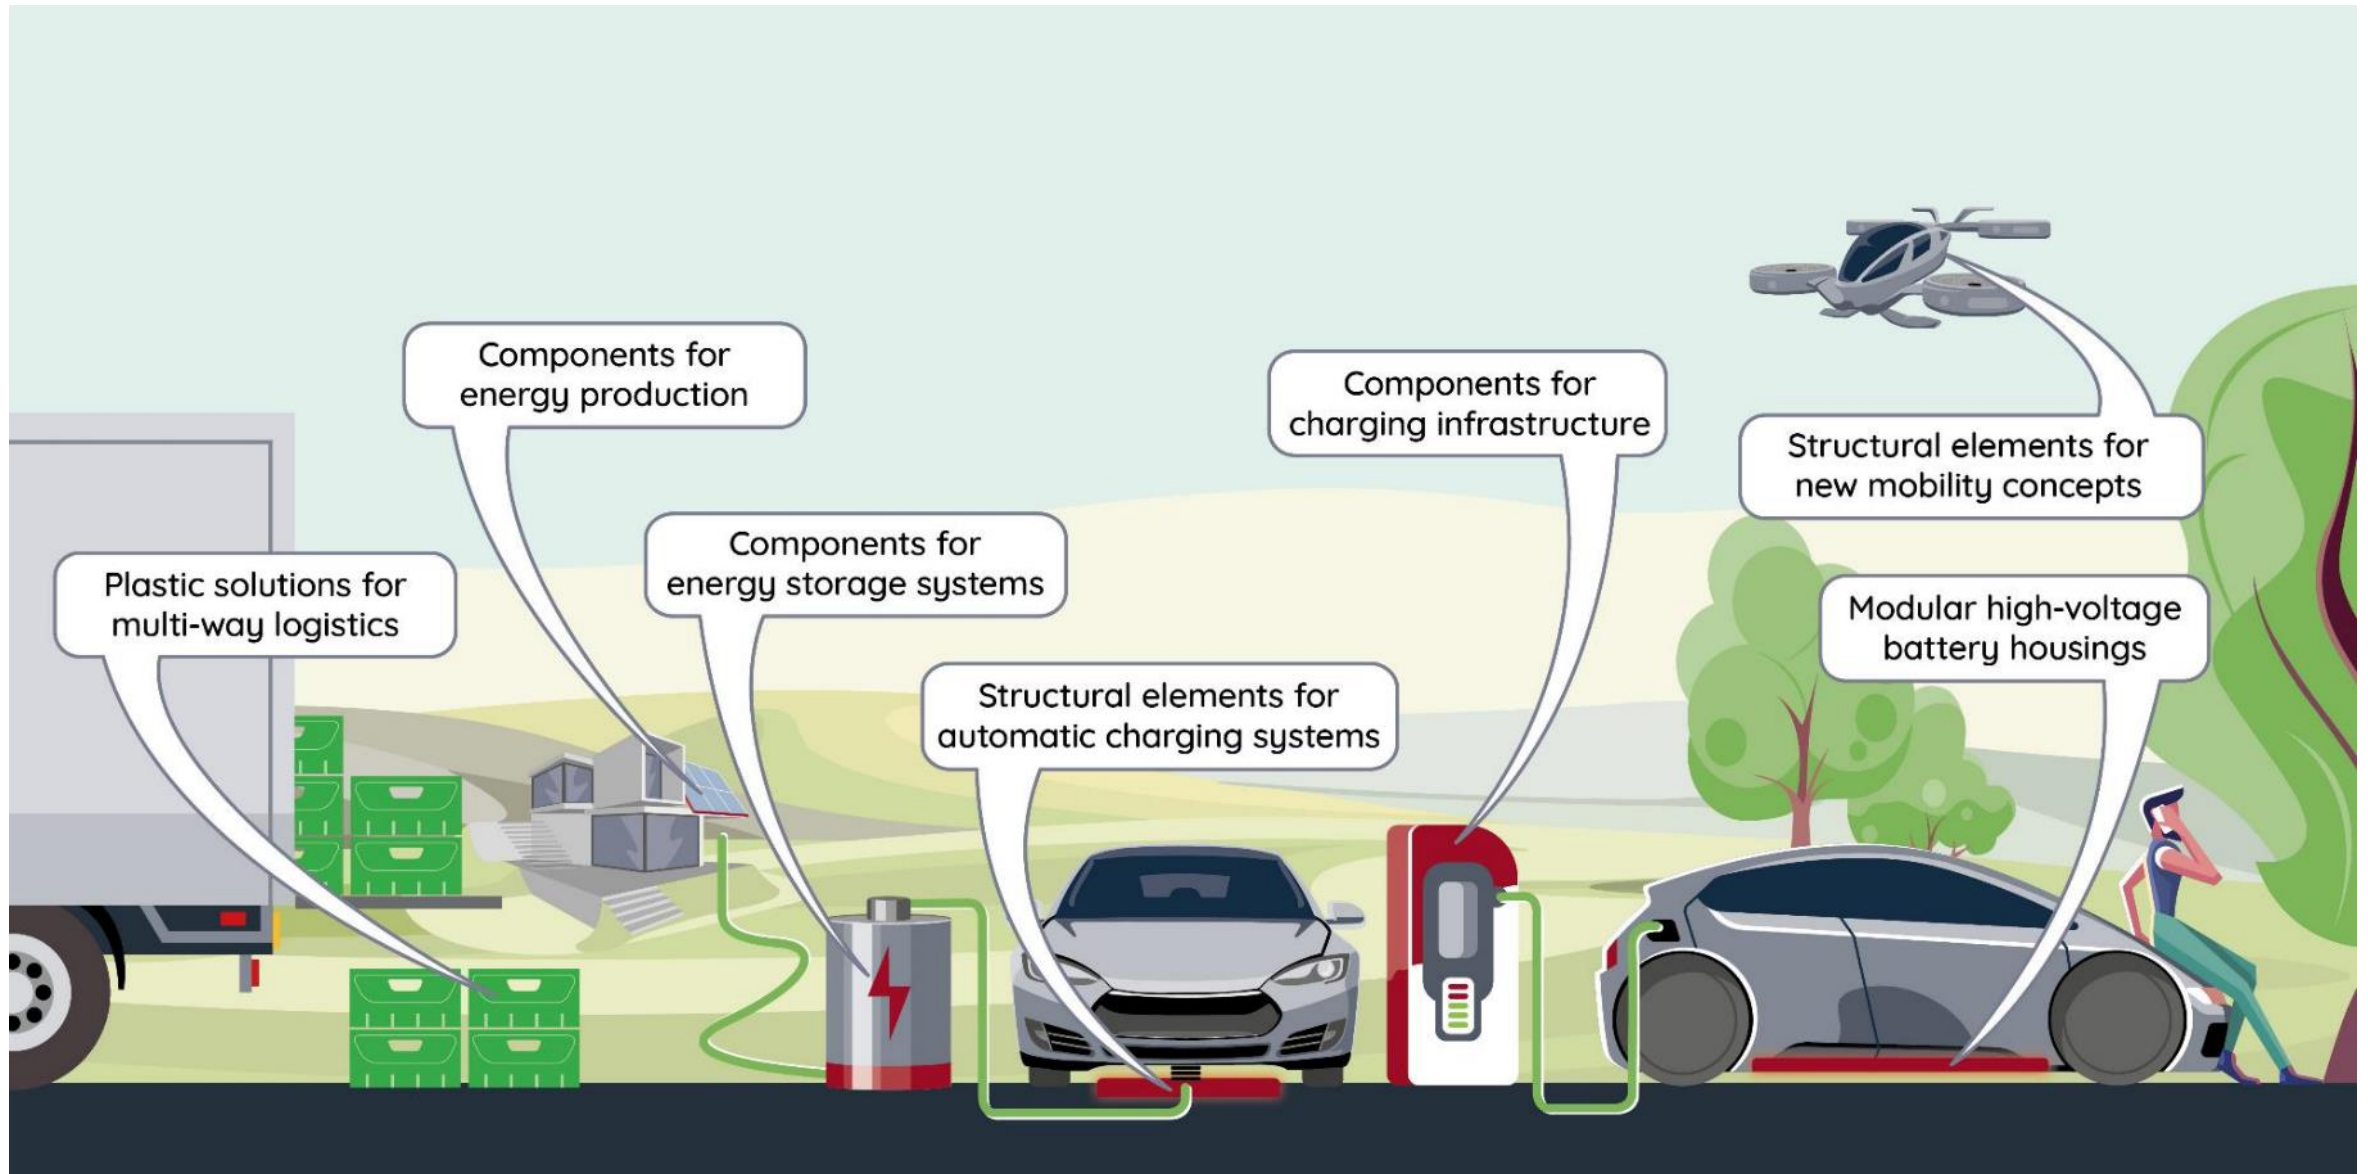 Components for
energy production
Components for
charging infrastructure
Structural elements for
new mobility concepts
Components for
energy storage systems
Plastic solutions for
multi-way logistics
Modular high-voltage
battery housings
Structural elements for
automatic charging systems